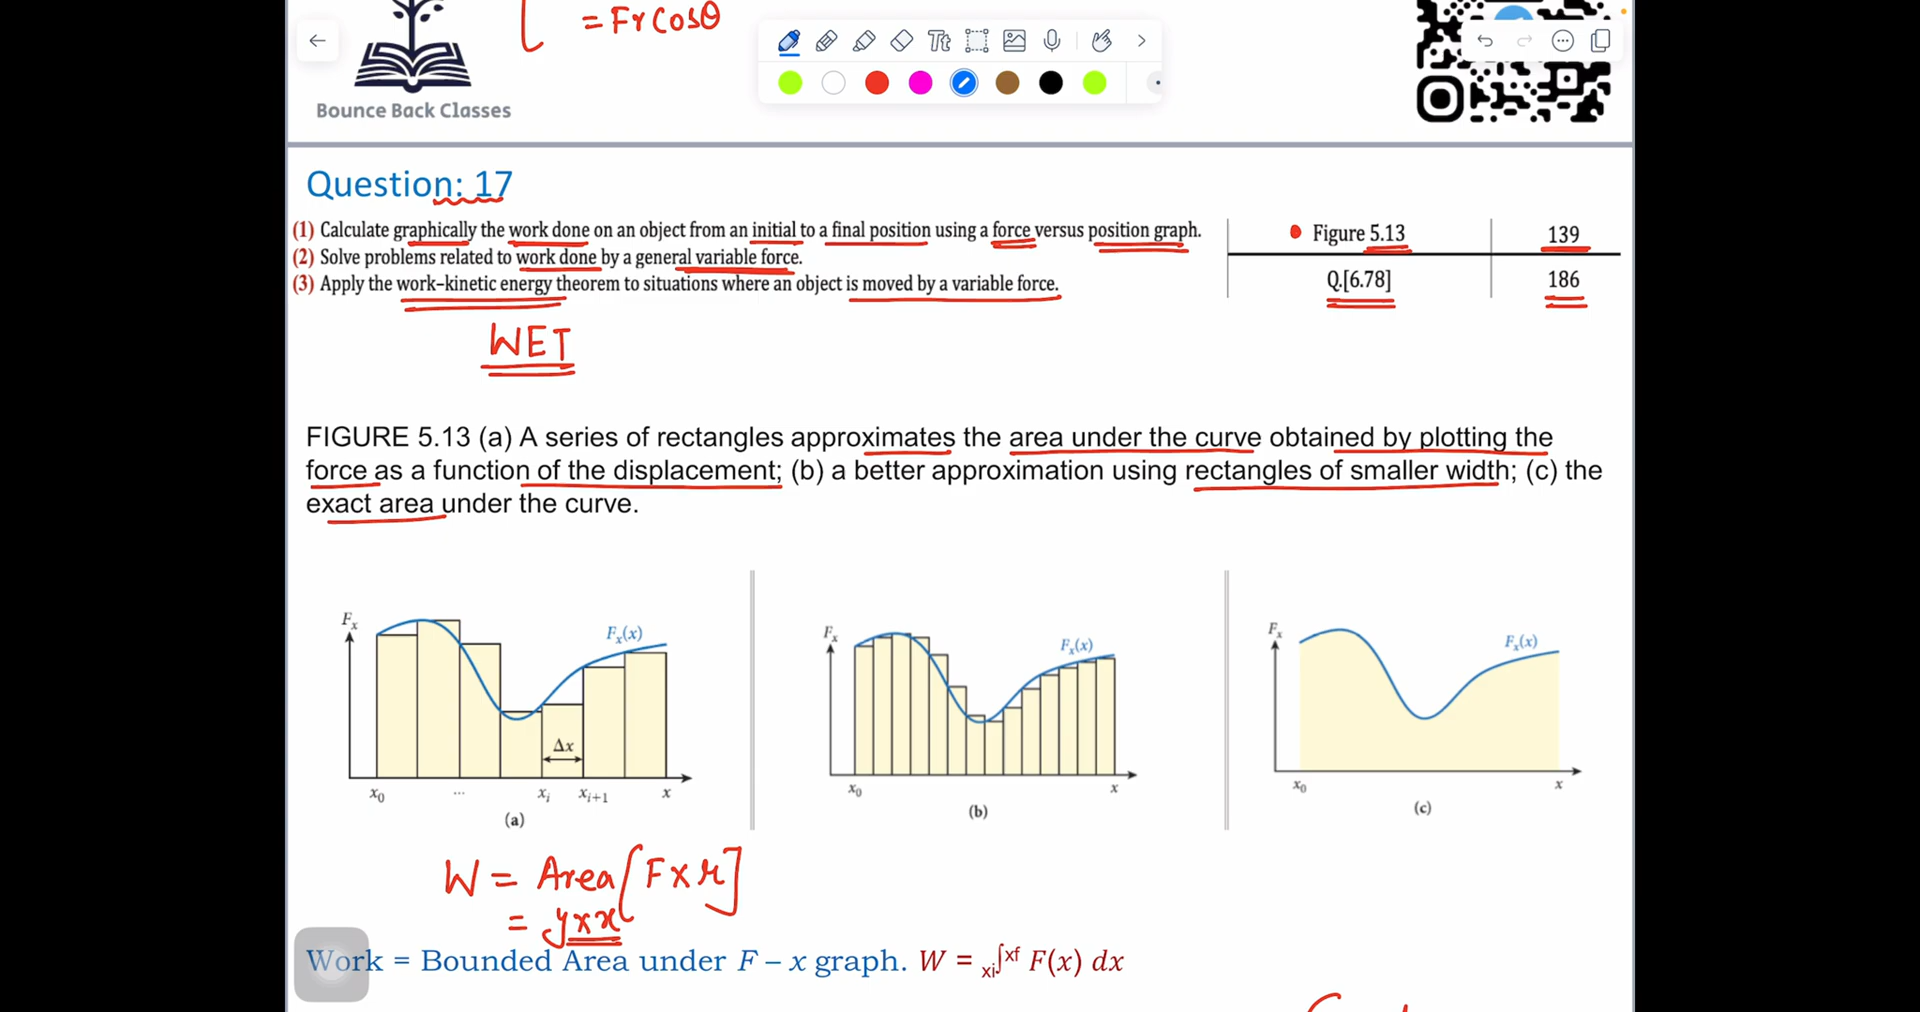 = Fr Cosθ
Tt
Bounce Back Classes
Question: 17
(1) Calculate graphically the work done on an object from an initial to a final position using a force versus position graph.
(2) Solve problems related to work done by a general variable force.
(3) Apply the work–kinetic energy theorem to situations where an object is moved by a variable force.
Figure 5.13 139
Q.[6.78] 186
WET
FIGURE 5.13 (a) A series of rectangles approximates the area under the curve obtained by plotting the
force as a function of the displacement; (b) a better approximation using rectangles of smaller width; (c) the
exact area under the curve.
Fx Fx(x)
Δx
x0 ... xi xi+1 x
(a)
Fx Fx(x)
x0 x
(b)
Fx Fx(x)
x0 x
(c)
W = Area [F x r]
= y x x
Work = Bounded Area under F – x graph. W = xi∫xf F(x) dx